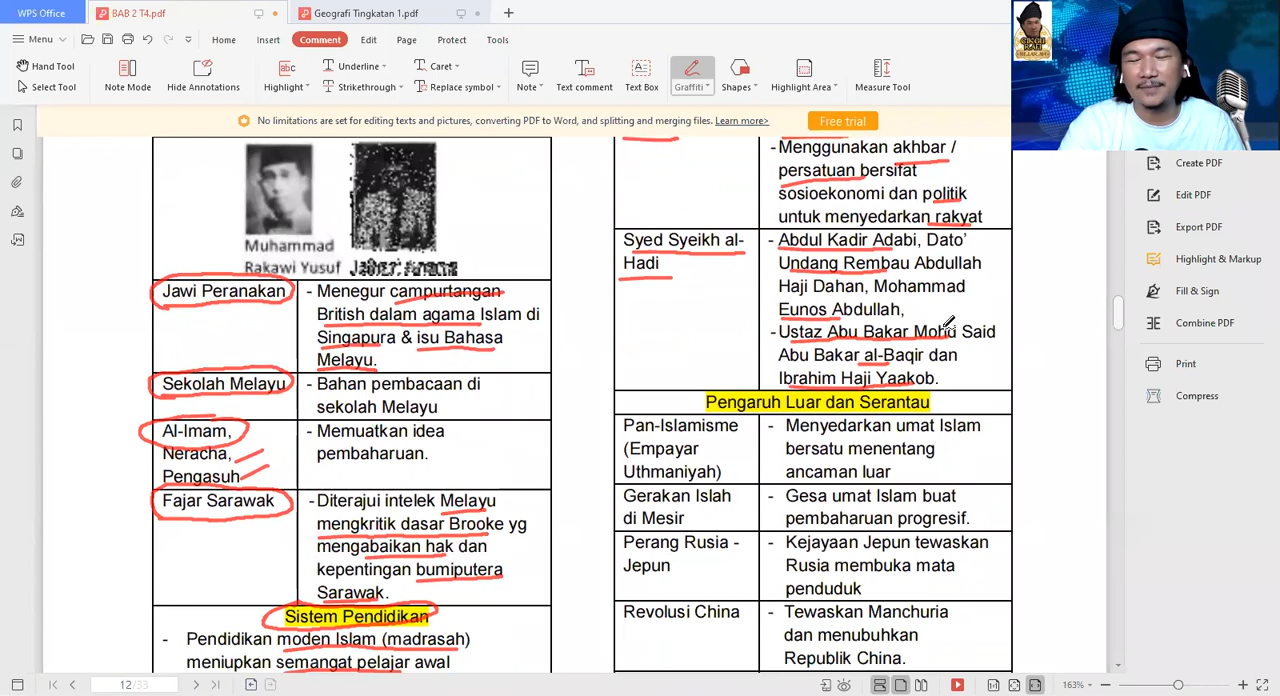 WPS Office
BAB 2 T4.pdf
Geografi Tingkatan 1.pdf
Menu
Home
Insert
Comment
Edit
Page
Protect
Tools
Hand Tool
Select Tool
Note Mode
Hide Annotations
Highlight
Underline
Strikethrough
Caret
Replace symbol
Note
Text comment
Text Box
Graffiti
Shapes
Highlight Area
Measure Tool
No limitations are set for editing texts and pictures, converting PDF to Word, and splitting and merging files. Learn more>
Free trial
Muhammad
Rakawi Yusuf
Jawi Peranakan
- Menegur campurtangan
British dalam agama Islam di
Singapura & isu Bahasa
Melayu.
Sekolah Melayu
- Bahan pembacaan di
sekolah Melayu
Al-Imam,
Neracha,
Pengasuh
- Memuatkan idea
pembaharuan.
Fajar Sarawak
- Diterajui intelek Melayu
mengkritik dasar Brooke yg
mengabaikan hak dan
kepentingan bumiputera
Sarawak.
Sistem Pendidikan
- Pendidikan moden Islam (madrasah)
meniupkan semangat pelajar awal
- Menggunakan akhbar /
persatuan bersifat
sosioekonomi dan politik
untuk menyedarkan rakyat
Syed Syeikh al-
Hadi
- Abdul Kadir Adabi, Dato'
Undang Rembau Abdullah
Haji Dahan, Mohammad
Eunos Abdullah,
- Ustaz Abu Bakar Mohd Said
Abu Bakar al-Baqir dan
Ibrahim Haji Yaakob.
Pengaruh Luar dan Serantau
Pan-Islamisme
(Empayar
Uthmaniyah)
- Menyedarkan umat Islam
bersatu menentang
ancaman luar
Gerakan Islah
di Mesir
- Gesa umat Islam buat
pembaharuan progresif.
Perang Rusia -
Jepun
- Kejayaan Jepun tewaskan
Rusia membuka mata
penduduk
Revolusi China
- Tewaskan Manchuria
dan menubuhkan
Republik China.
Create PDF
Edit PDF
Export PDF
Highlight & Markup
Fill & Sign
Combine PDF
Print
Compress
12/33
163%